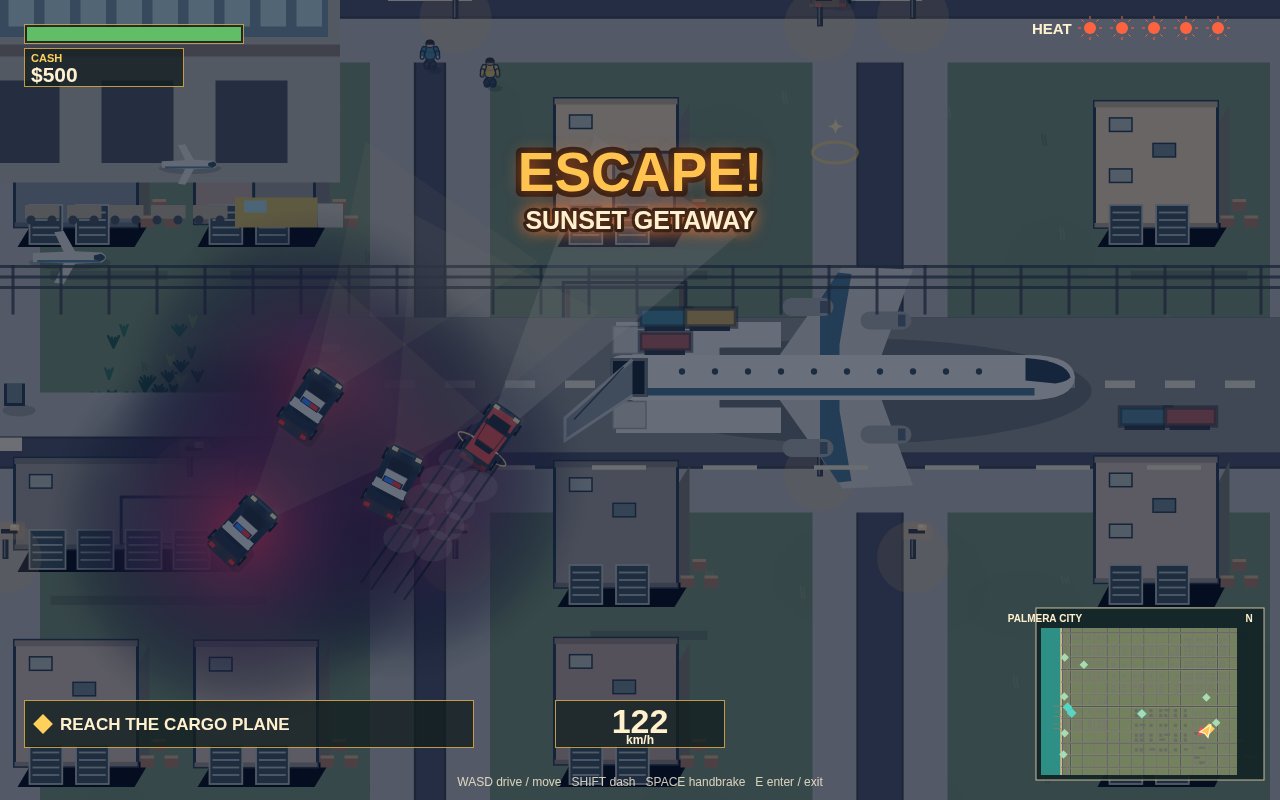 HEAT
CASH
$500
ESCAPE!
SUNSET GETAWAY
PALMERA CITY
N
REACH THE CARGO PLANE
122
km/h
WASD drive / move SHIFT dash SPACE handbrake E enter / exit